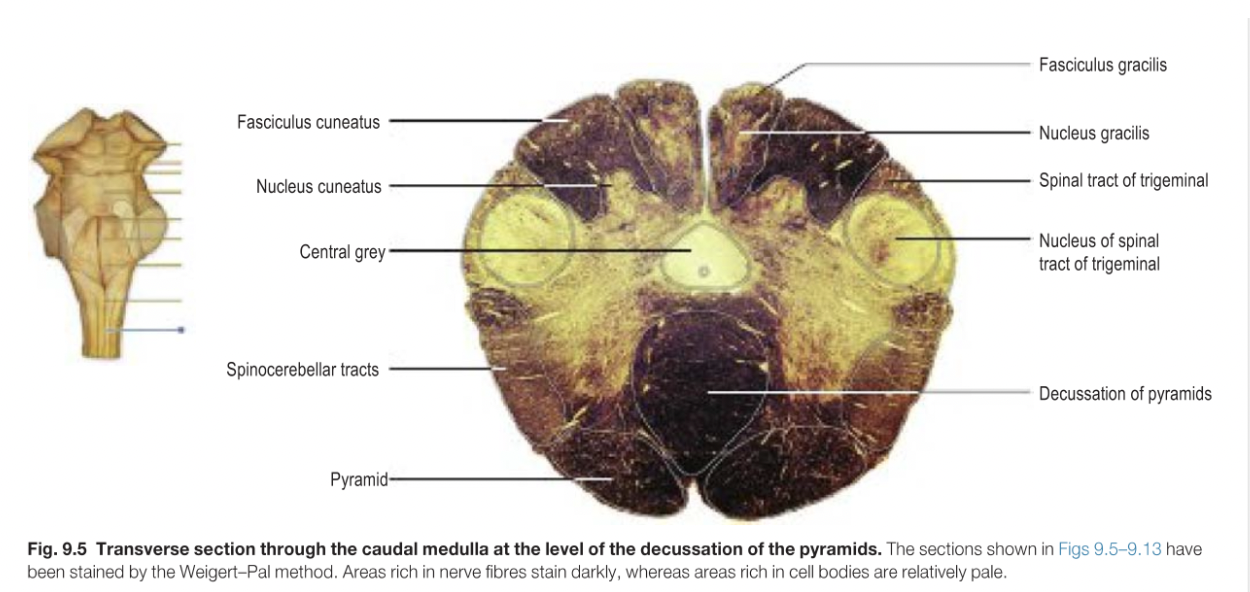 Fasciculus gracilis
Fasciculus cuneatus
Nucleus gracilis
Nucleus cuneatus
Spinal tract of trigeminal
Central grey
Nucleus of spinal
tract of trigeminal
Spinocerebellar tracts
Decussation of pyramids
Pyramid
Fig. 9.5 Transverse section through the caudal medulla at the level of the decussation of the pyramids. The sections shown in Figs 9.5–9.13 have
been stained by the Weigert–Pal method. Areas rich in nerve fibres stain darkly, whereas areas rich in cell bodies are relatively pale.